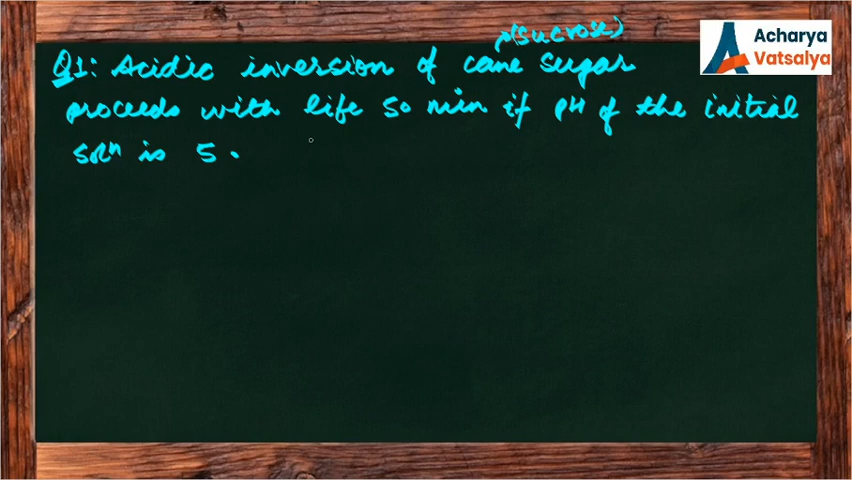 (Sucrose)
Q1: Acidic inversion of cane sugar
proceeds with life 50 min if pH of the initial
solⁿ is 5.
Acharya
Vatsalya